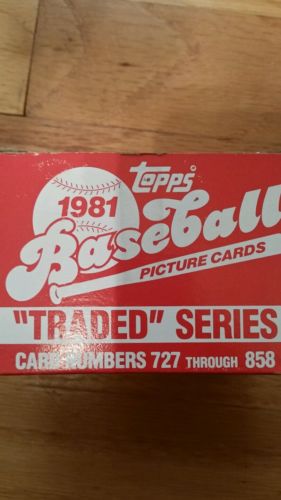 topps©
1981
Baseball
PICTURE CARDS
"TRADED" SERIES
CARD NUMBERS 727 THROUGH 858